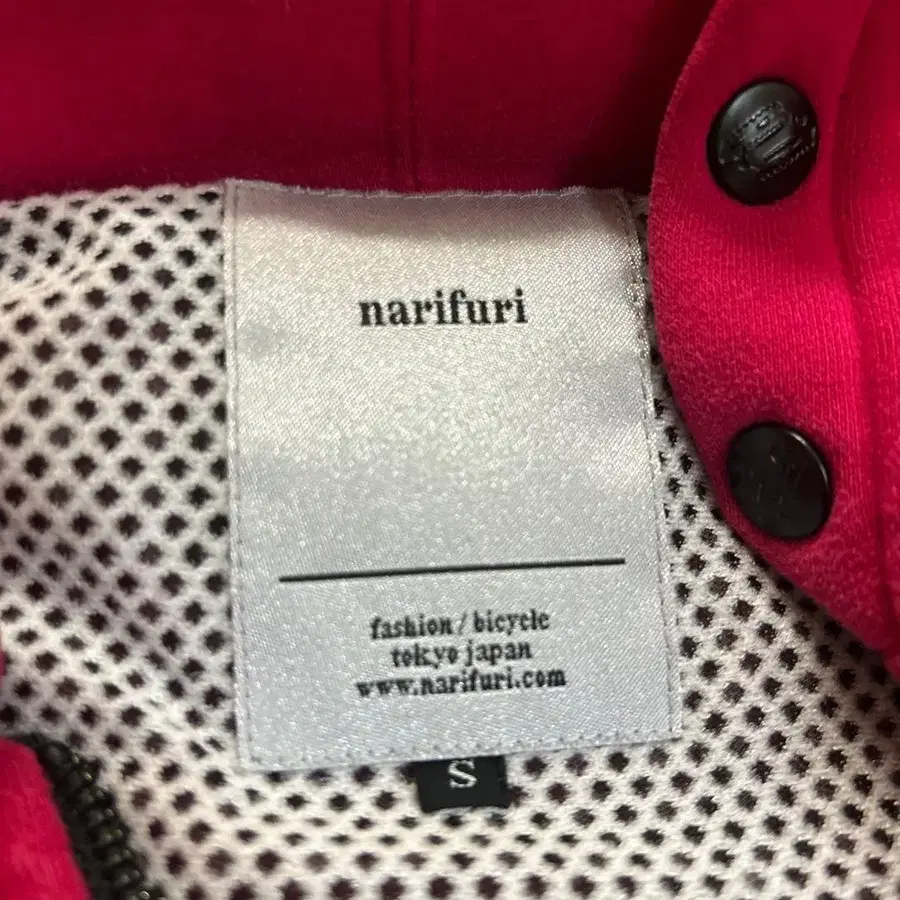 narifuri
fashion / bicycle
tokyo japan
www.narifuri.com
S